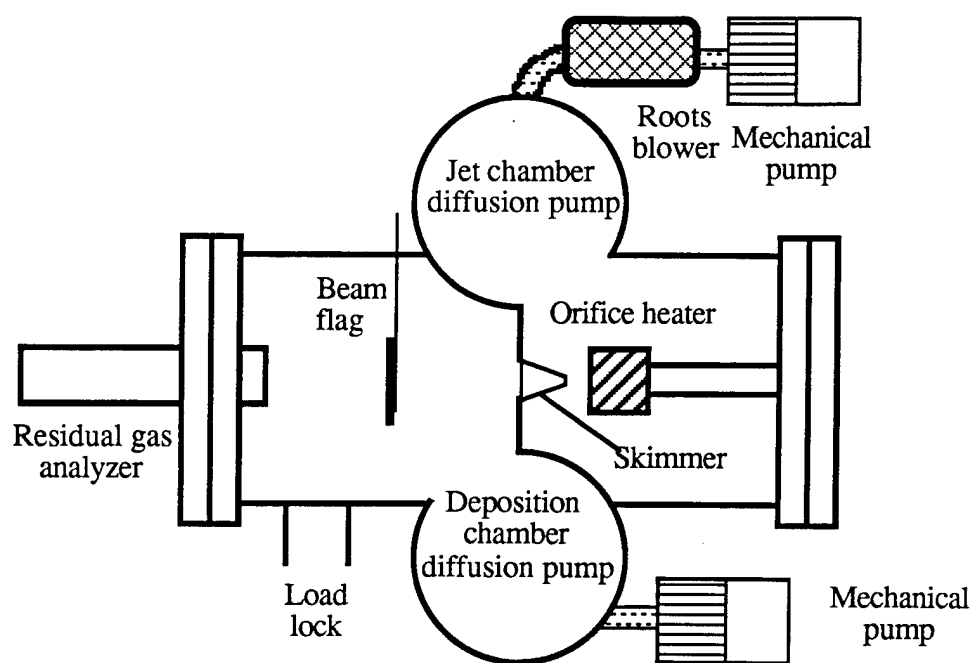 Roots
blower
Mechanical
pump
Jet chamber
diffusion pump
Beam
flag
Orifice heater
Residual gas
analyzer
Skimmer
Deposition
chamber
diffusion pump
Load
lock
Mechanical
pump